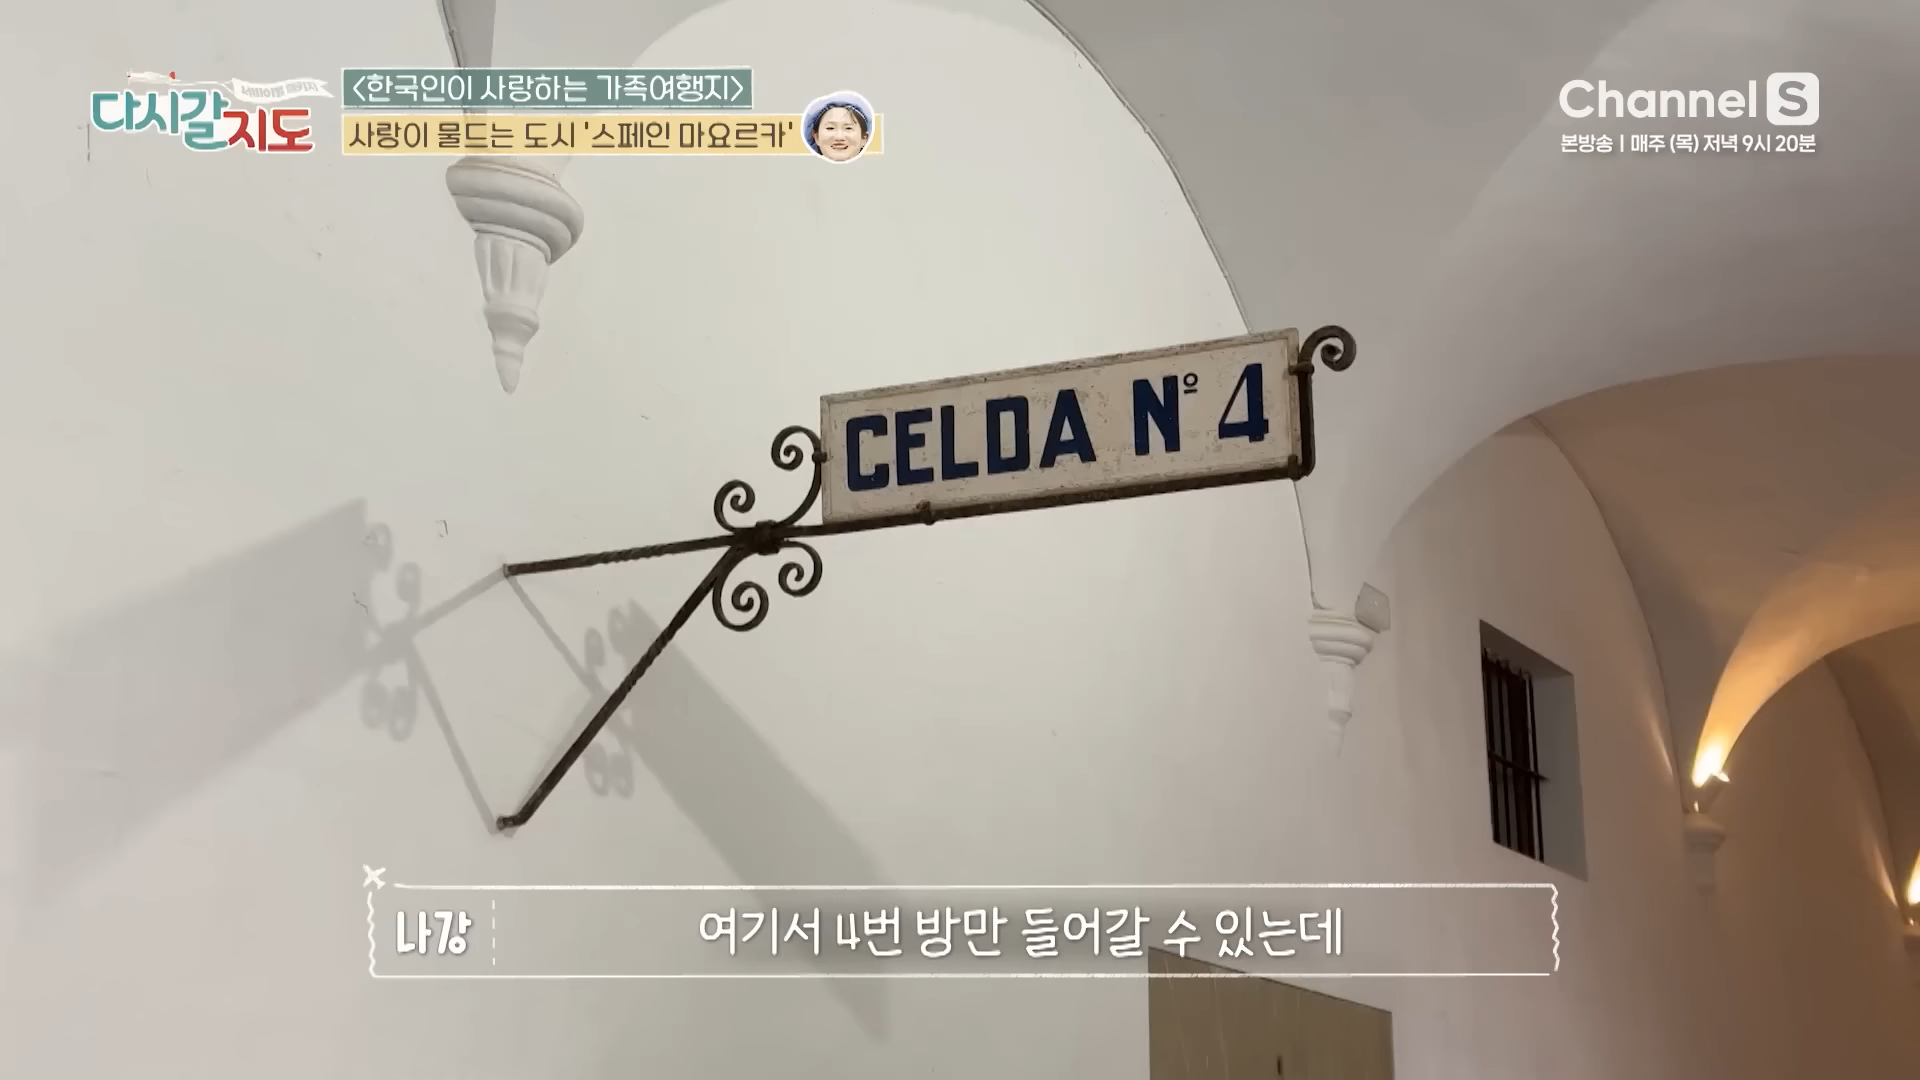 다시갈지도
<한국인이 사랑하는 가족여행지>
사랑이 물드는 도시 '스페인 마요르카'
Channel S
본방송 | 매주 (목) 저녁 9시 20분
CELDA Nº 4
나강 여기서 4번 방만 들어갈 수 있는데